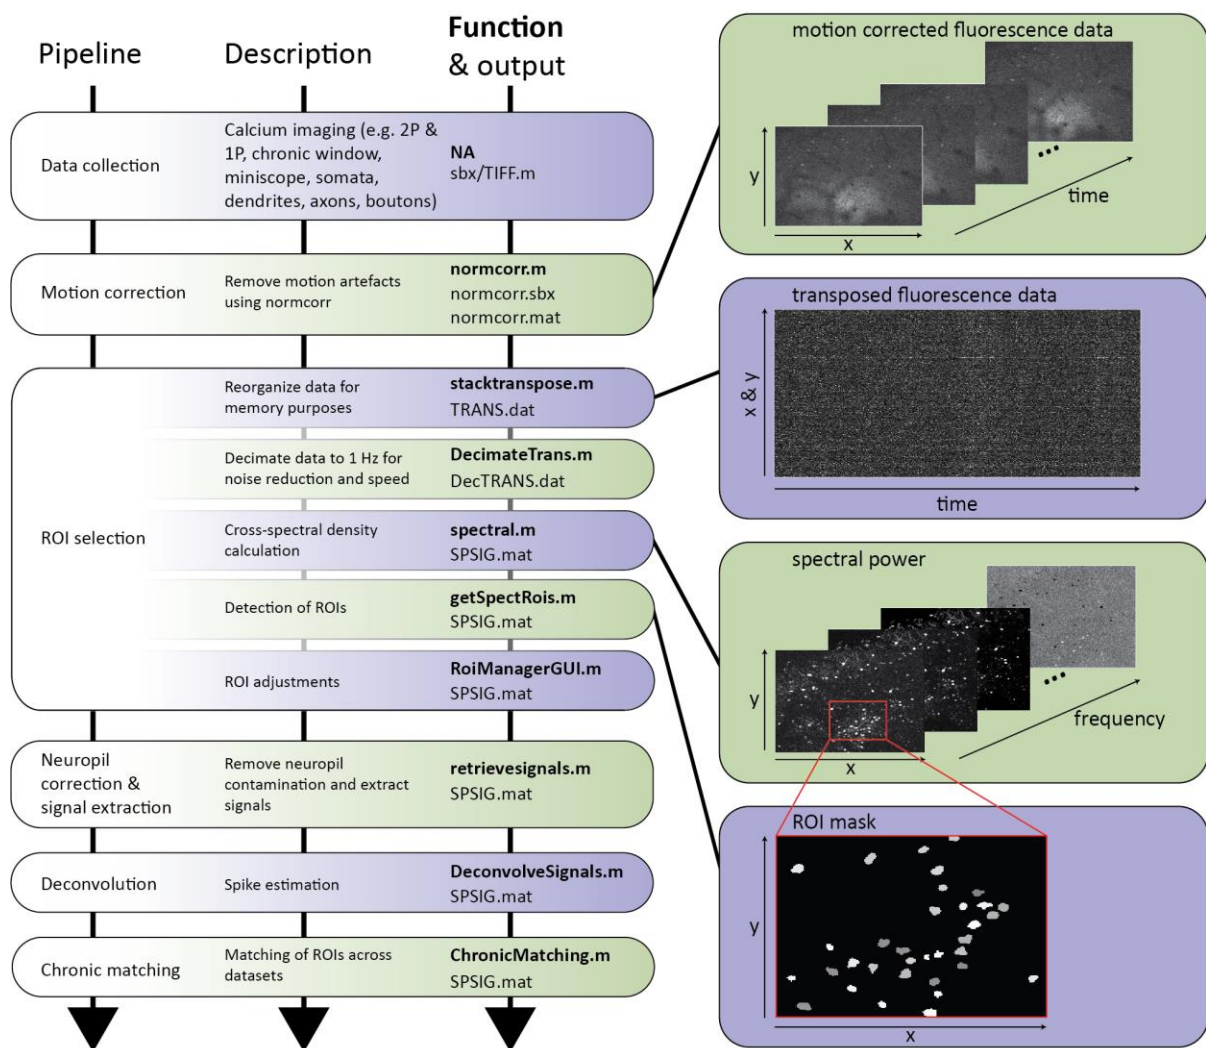 Pipeline
Description
Function
& output
Data collection
Calcium imaging (e.g. 2P &
1P, chronic window,
miniscope, somata,
dendrites, axons, boutons)
NA
sbx/TIFF.m
Motion correction
Remove motion artefacts
using normcorr
normcorr.m
normcorr.sbx
normcorr.mat
ROI selection
Reorganize data for
memory purposes
stacktranspose.m
TRANS.dat
Decimate data to 1 Hz for
noise reduction and speed
DecimateTrans.m
DecTRANS.dat
Cross-spectral density
calculation
spectral.m
SPSIG.mat
Detection of ROIs
getSpectRois.m
SPSIG.mat
ROI adjustments
RoiManagerGUI.m
SPSIG.mat
Neuropil
correction &
signal extraction
Remove neuropil
contamination and extract
signals
retrievesignals.m
SPSIG.mat
Deconvolution
Spike estimation
DeconvolveSignals.m
SPSIG.mat
Chronic matching
Matching of ROIs across
datasets
ChronicMatching.m
SPSIG.mat
motion corrected fluorescence data
y
x
time
transposed fluorescence data
x & y
time
spectral power
y
x
frequency
ROI mask
y
x